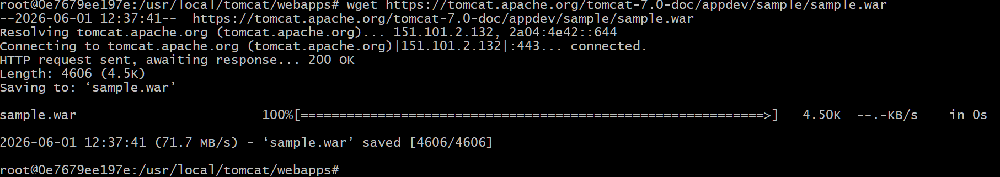 root@0e7679ee197e:/usr/local/tomcat/webapps# wget https://tomcat.apache.org/tomcat-7.0-doc/appdev/sample/sample.war
--2026-06-01 12:37:41--  https://tomcat.apache.org/tomcat-7.0-doc/appdev/sample/sample.war
Resolving tomcat.apache.org (tomcat.apache.org)... 151.101.2.132, 2a04:4e42::644
Connecting to tomcat.apache.org (tomcat.apache.org)|151.101.2.132|:443... connected.
HTTP request sent, awaiting response... 200 OK
Length: 4606 (4.5K)
Saving to: ‘sample.war’
sample.war                        100%[============================================================>]   4.50K  --.-KB/s    in 0s
2026-06-01 12:37:41 (71.7 MB/s) - ‘sample.war’ saved [4606/4606]
root@0e7679ee197e:/usr/local/tomcat/webapps#